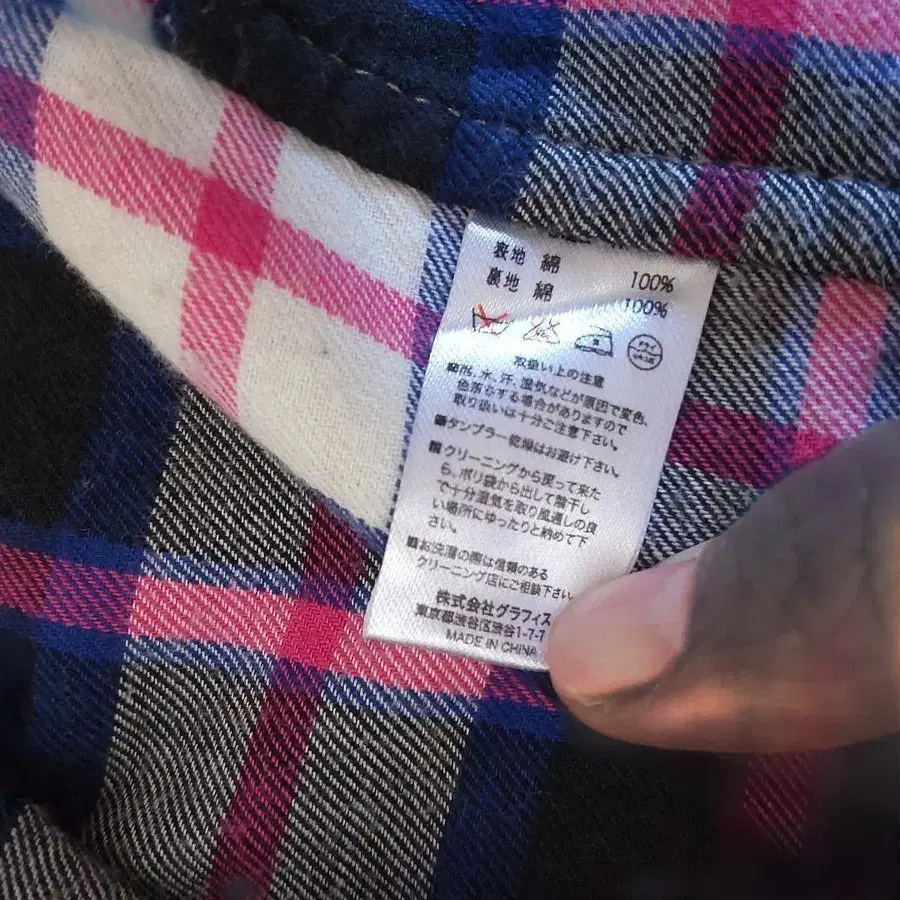 表地 綿 100%
裏地 綿 100%
ドライ
取扱い上の注意
■雨、水、汗、湿気などが原因で変色、
色落ちする場合がありますので
取り扱いは十分ご注意下さい。
■タンブラー乾燥はお避け下さい。
■クリーニングから戻って来た
ら、ポリ袋から出して陰干し
で十分湿気を取り風通しの良
い場所にゆったりと納めて下
さい。
■お洗濯の際は信頼のある
クリーニング店にご相談下さい。
株式会社グラフィス
東京都渋谷区渋谷1-7-7
MADE IN CHINA